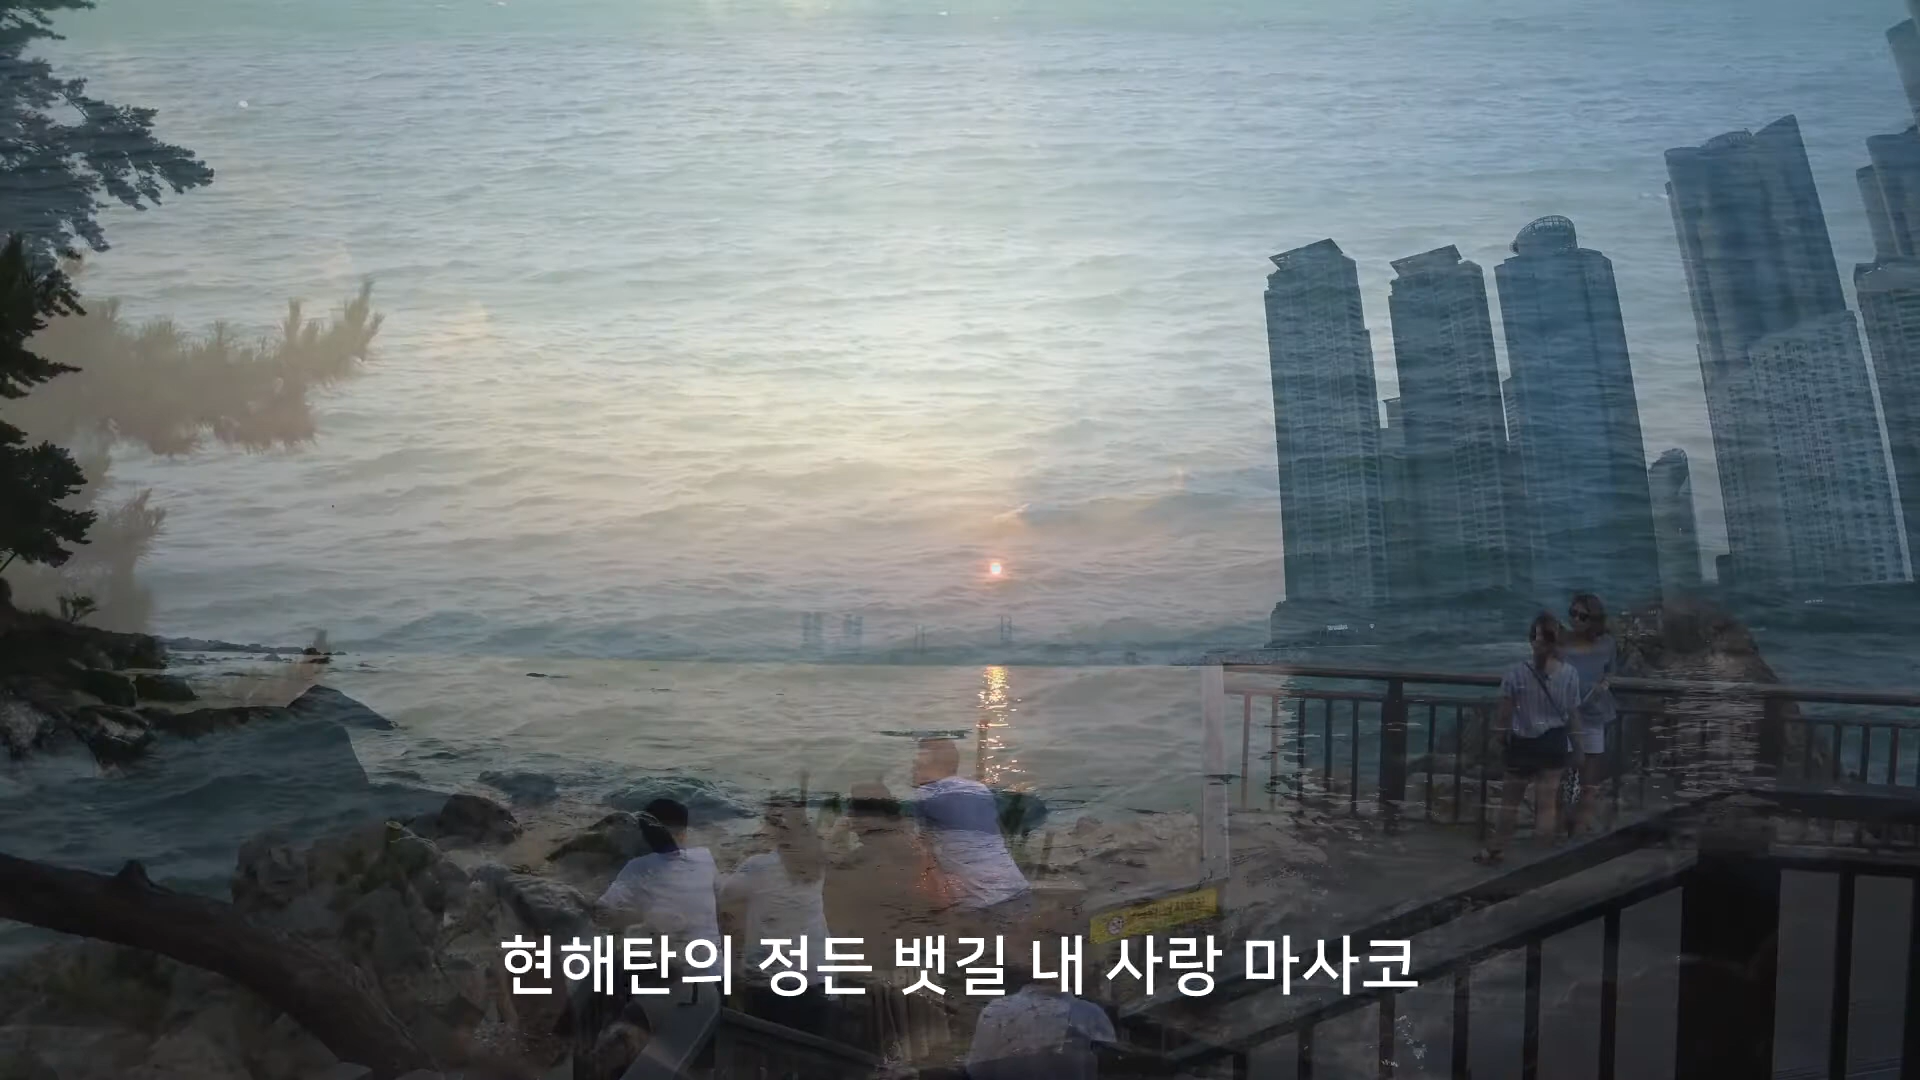 현해탄의 정든 뱃길 내 사랑 마사코